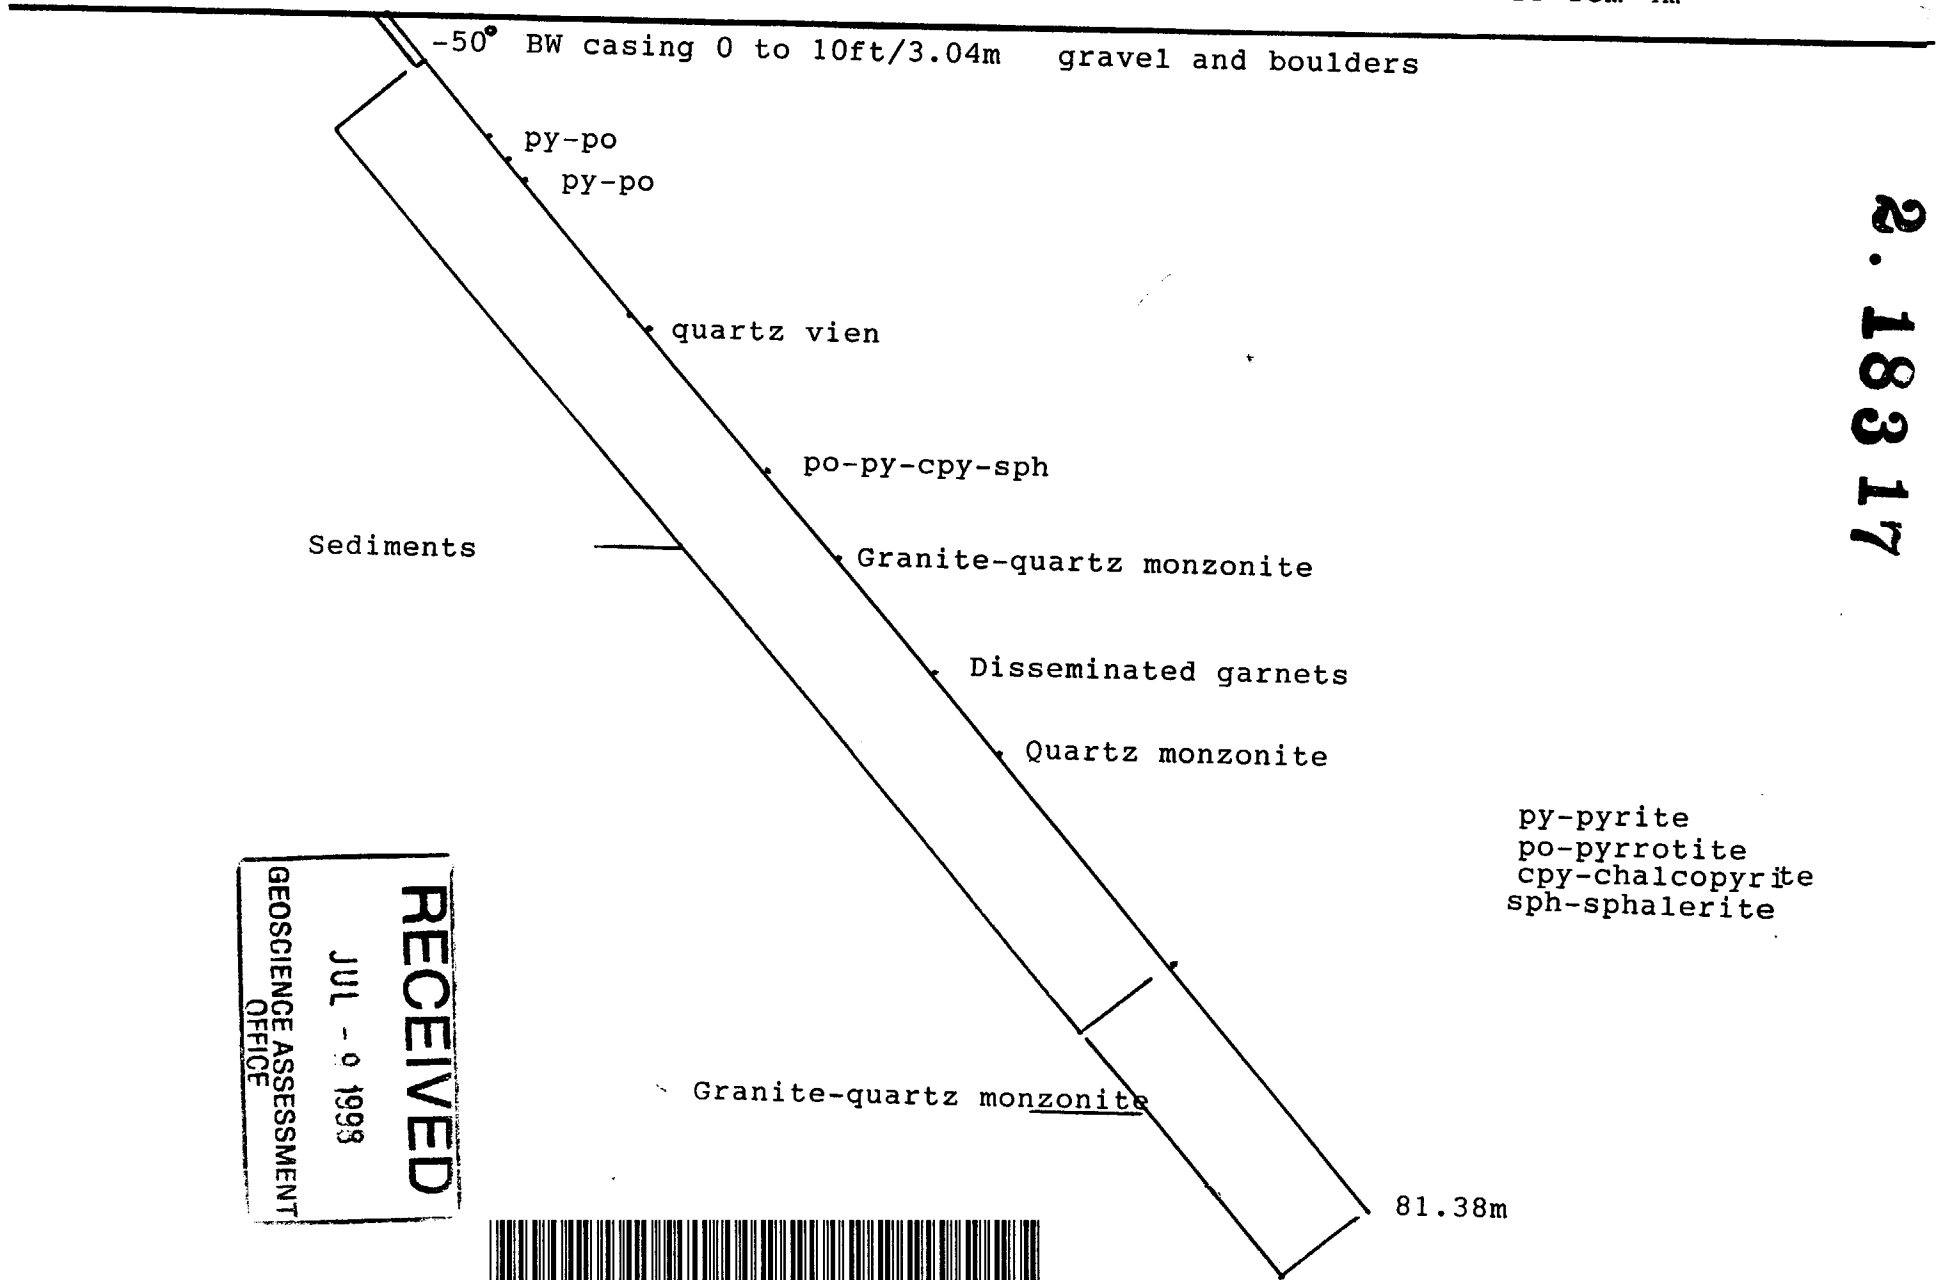 -50° BW casing 0 to 10ft/3.04m gravel and boulders
py-po
py-po
quartz vien
po-py-cpy-sph
Sediments
Granite-quartz monzonite
Disseminated garnets
Quartz monzonite
py-pyrite
po-pyrrotite
cpy-chalcopyrite
sph-sphalerite
Granite-quartz monzonite
81.38m
2.18317
RECEIVED
JUL - 9 1998
GEOSCIENCE ASSESSMENT
OFFICE